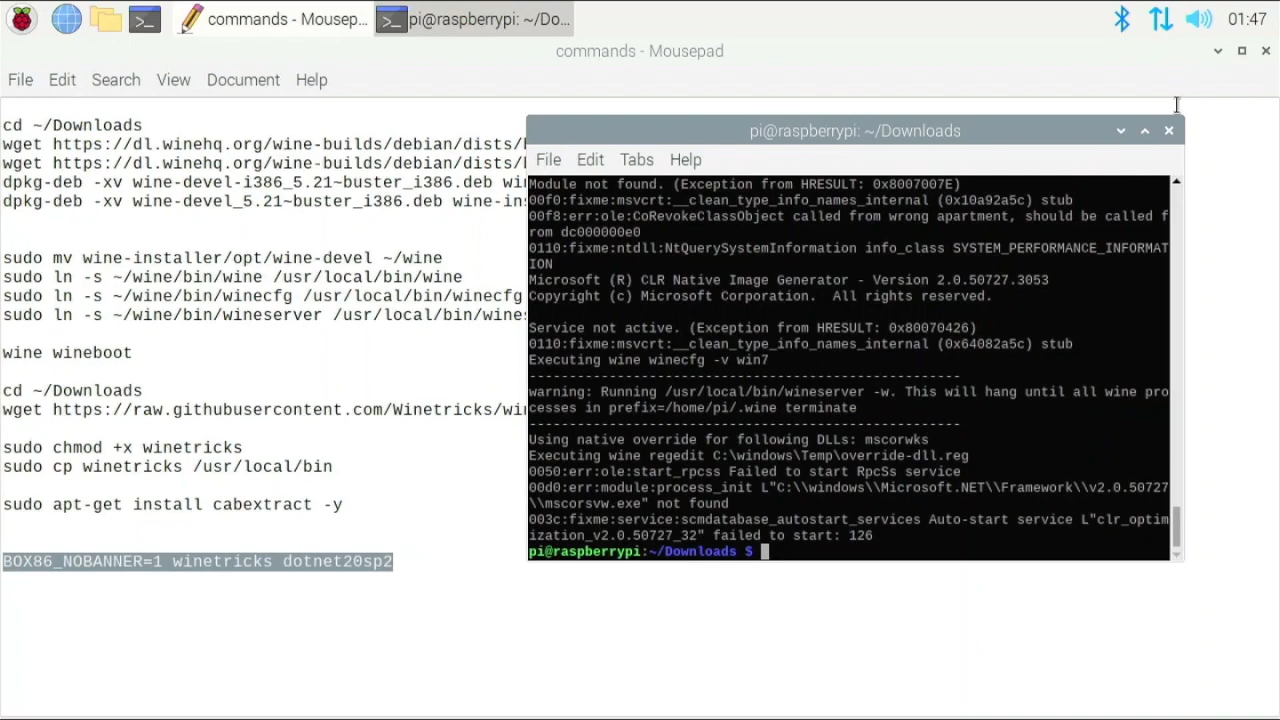 commands - Mousep...
pi@raspberrypi: ~/Do...
01:47
commands - Mousepad
File Edit Search View Document Help
cd ~/Downloads
wget https://dl.winehq.org/wine-builds/debian/dists/
wget https://dl.winehq.org/wine-builds/debian/dists/
dpkg-deb -xv wine-devel-i386_5.21~buster_i386.deb wi
dpkg-deb -xv wine-devel_5.21~buster_i386.deb wine-in
sudo mv wine-installer/opt/wine-devel ~/wine
sudo ln -s ~/wine/bin/wine /usr/local/bin/wine
sudo ln -s ~/wine/bin/winecfg /usr/local/bin/winecfg
sudo ln -s ~/wine/bin/wineserver /usr/local/bin/wines
wine wineboot
cd ~/Downloads
wget https://raw.githubusercontent.com/Winetricks/wi
sudo chmod +x winetricks
sudo cp winetricks /usr/local/bin
sudo apt-get install cabextract -y
BOX86_NOBANNER=1 winetricks dotnet20sp2
pi@raspberrypi: ~/Downloads
File Edit Tabs Help
Module not found. (Exception from HRESULT: 0x8007007E)
00f0:fixme:msvcrt:__clean_type_info_names_internal (0x10a92a5c) stub
00f8:err:ole:CoRevokeClassObject called from wrong apartment, should be called f
rom dc000000e0
0110:fixme:ntdll:NtQuerySystemInformation info_class SYSTEM_PERFORMANCE_INFORMAT
ION
Microsoft (R) CLR Native Image Generator - Version 2.0.50727.3053
Copyright (c) Microsoft Corporation.  All rights reserved.
Service not active. (Exception from HRESULT: 0x80070426)
0110:fixme:msvcrt:__clean_type_info_names_internal (0x64082a5c) stub
Executing wine winecfg -v win7
------------------------------------------------------
warning: Running /usr/local/bin/wineserver -w. This will hang until all wine pro
cesses in prefix=/home/pi/.wine terminate
------------------------------------------------------
Using native override for following DLLs: mscorwks
Executing wine regedit C:\windows\Temp\override-dll.reg
0050:err:ole:start_rpcss Failed to start RpcSs service
00d0:err:module:process_init L"C:\\windows\\Microsoft.NET\\Framework\\v2.0.50727
\\mscorsvw.exe" not found
003c:fixme:service:scmdatabase_autostart_services Auto-start service L"clr_optim
ization_v2.0.50727_32" failed to start: 126
pi@raspberrypi:~/Downloads $